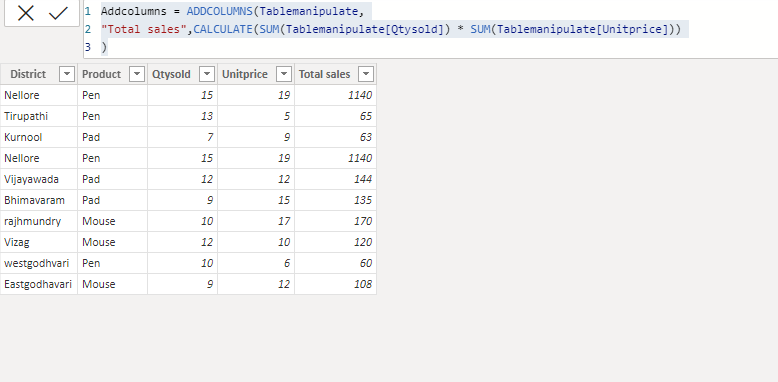 1 Addcolumns = ADDCOLUMNS(Tablemanipulate,
2 "Total sales",CALCULATE(SUM(Tablemanipulate[Qtysold]) * SUM(Tablemanipulate[Unitprice]))
3 )
District Product Qtysold Unitprice Total sales
Nellore Pen 15 19 1140
Tirupathi Pen 13 5 65
Kurnool Pad 7 9 63
Nellore Pen 15 19 1140
Vijayawada Pad 12 12 144
Bhimavaram Pad 9 15 135
rajhmundry Mouse 10 17 170
Vizag Mouse 12 10 120
westgodhvari Pen 10 6 60
Eastgodhavari Mouse 9 12 108